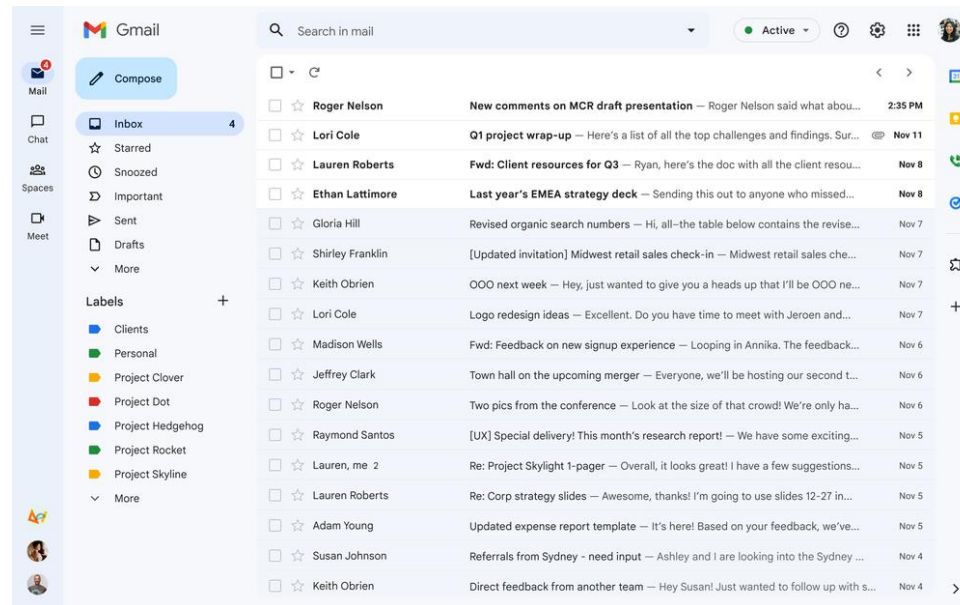 Gmail
Search in mail
Active
4
Mail
Chat
Spaces
Meet
Compose
Inbox 4
Starred
Snoozed
Important
Sent
Drafts
More
Labels
Clients
Personal
Project Clover
Project Dot
Project Hedgehog
Project Rocket
Project Skyline
More
Roger Nelson New comments on MCR draft presentation — Roger Nelson said what abou... 2:35 PM
Lori Cole Q1 project wrap-up — Here's a list of all the top challenges and findings. Sur... Nov 11
Lauren Roberts Fwd: Client resources for Q3 — Ryan, here's the doc with all the client resou... Nov 8
Ethan Lattimore Last year's EMEA strategy deck — Sending this out to anyone who missed... Nov 8
Gloria Hill Revised organic search numbers — Hi, all–the table below contains the revise... Nov 7
Shirley Franklin [Updated invitation] Midwest retail sales check-in — Midwest retail sales che... Nov 7
Keith Obrien OOO next week — Hey, just wanted to give you a heads up that I'll be OOO ne... Nov 7
Lori Cole Logo redesign ideas — Excellent. Do you have time to meet with Jeroen and... Nov 7
Madison Wells Fwd: Feedback on new signup experience — Looping in Annika. The feedback... Nov 6
Jeffrey Clark Town hall on the upcoming merger — Everyone, we'll be hosting our second t... Nov 6
Roger Nelson Two pics from the conference — Look at the size of that crowd! We're only ha... Nov 6
Raymond Santos [UX] Special delivery! This month's research report! — We have some exciting... Nov 5
Lauren, me 2 Re: Project Skylight 1-pager — Overall, it looks great! I have a few suggestions... Nov 5
Lauren Roberts Re: Corp strategy slides — Awesome, thanks! I'm going to use slides 12-27 in... Nov 5
Adam Young Updated expense report template — It's here! Based on your feedback, we've... Nov 5
Susan Johnson Referrals from Sydney - need input — Ashley and I are looking into the Sydney ... Nov 4
Keith Obrien Direct feedback from another team — Hey Susan! Just wanted to follow up with s... Nov 4